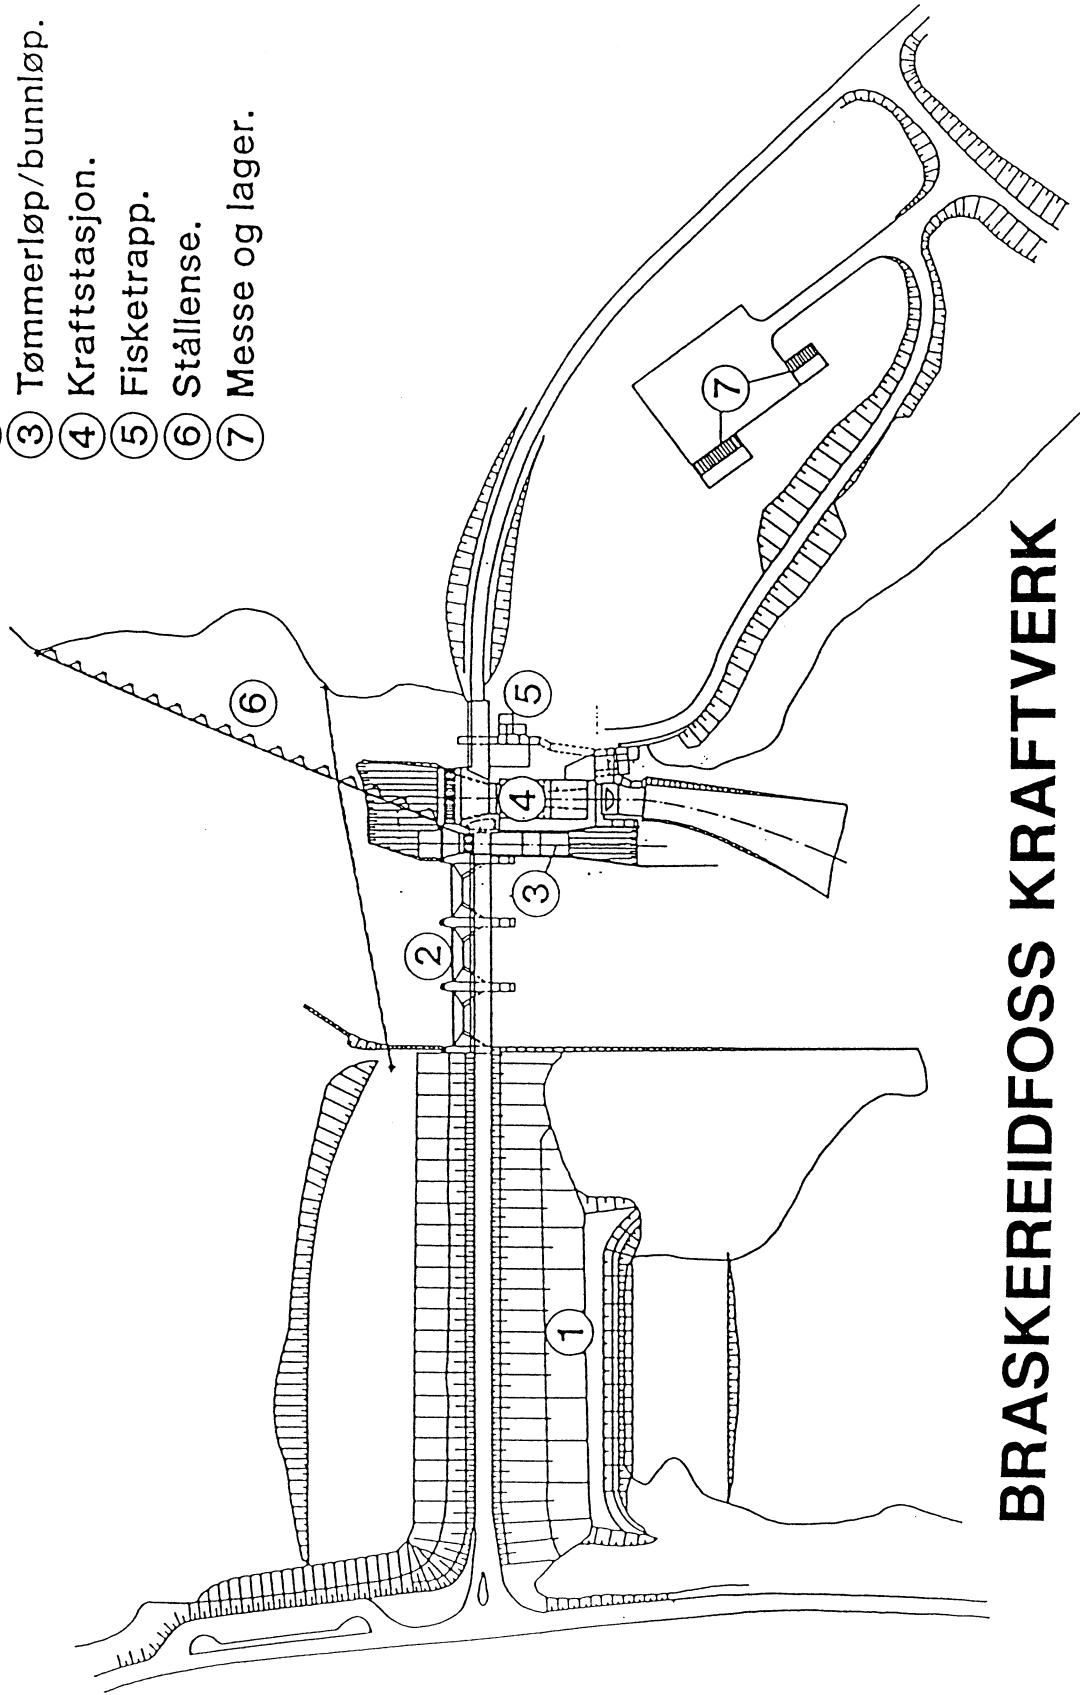 ③ Tømmerløp/bunnløp.
④ Kraftstasjon.
⑤ Fisketrapp.
⑥ Stållense.
⑦ Messe og lager.
6
7
5
4
3
2
1
BRASKEREIDFOSS KRAFTVERK